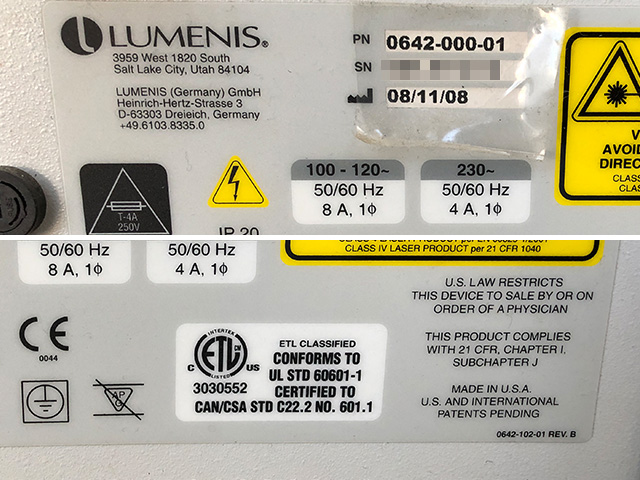 LUMENIS®
3959 West 1820 South
Salt Lake City, Utah 84104
LUMENIS (Germany) GmbH
Heinrich-Hertz-Strasse 3
D-63303 Dreieich, Germany
+49.6103.8335.0
PN 0642-000-01
SN
08/11/08
AVOID
DIREC
CLASS
CLAS
T-4A
250V
IP 20
100 - 120~
50/60 Hz
8 A, 1ϕ
230~
50/60 Hz
4 A, 1ϕ
50/60 Hz
8 A, 1ϕ
50/60 Hz
4 A, 1ϕ
CLASS IV LASER PRODUCT per 21 CFR 1040
U.S. LAW RESTRICTS
THIS DEVICE TO SALE BY OR ON
ORDER OF A PHYSICIAN
THIS PRODUCT COMPLIES
WITH 21 CFR, CHAPTER I,
SUBCHAPTER J
MADE IN U.S.A.
U.S. AND INTERNATIONAL
PATENTS PENDING
CE
0044
AP
G
INTERTEK
ETL CM
LISTED
C US
3030552
ETL CLASSIFIED
CONFORMS TO
UL STD 60601-1
CERTIFIED TO
CAN/CSA STD C22.2 NO. 601.1
0642-102-01 REV. B